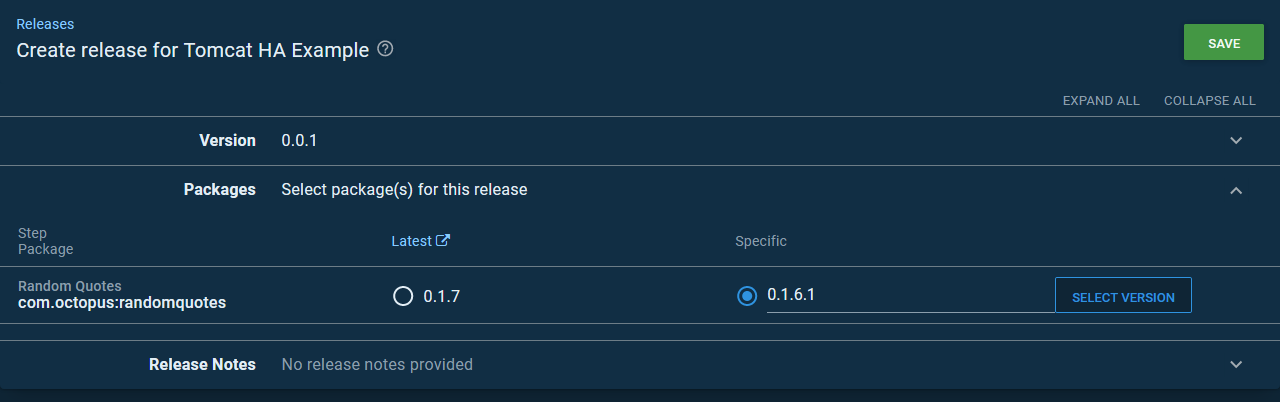 Releases
Create release for Tomcat HA Example
SAVE
EXPAND ALL COLLAPSE ALL
Version 0.0.1
Packages Select package(s) for this release
Step
Package
Latest Specific
Random Quotes
com.octopus:randomquotes
0.1.7 0.1.6.1 SELECT VERSION
Release Notes No release notes provided